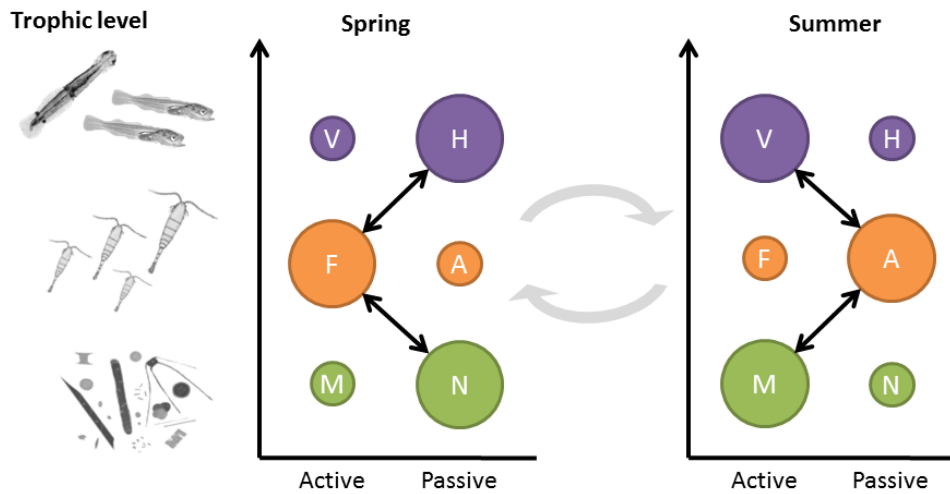 Trophic level
Spring
Summer
V H
V H
F A
F A
M N
M N
Active Passive
Active Passive